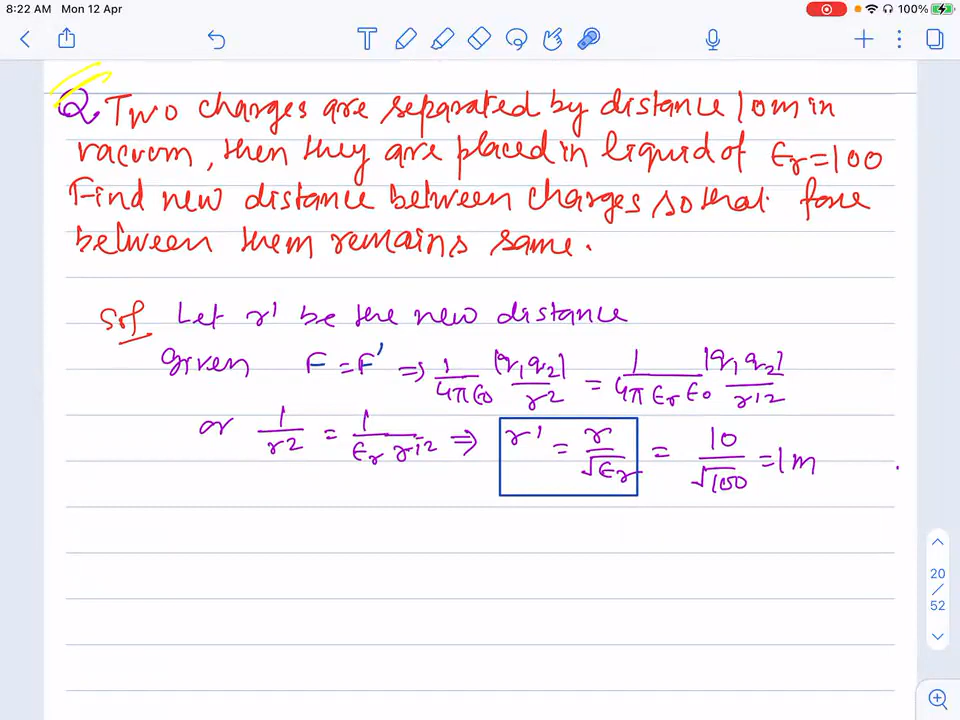 8:22 AM Mon 12 Apr
100%
Q. Two charges are separated by distance 10m in
vacuum, then they are placed in liquid of ϵr=100
Find new distance between charges so that force
between them remains same.
Sol Let r' be the new distance
Given F = F' ⇒ 1/4πϵ0 |q1q2|/r2 = 1/4πϵrϵ0 |q1q2|/r'2
or 1/r2 = 1/ϵr r'2 ⇒ r' = r/√ϵr = 10/√100 = 1m
20
/
52